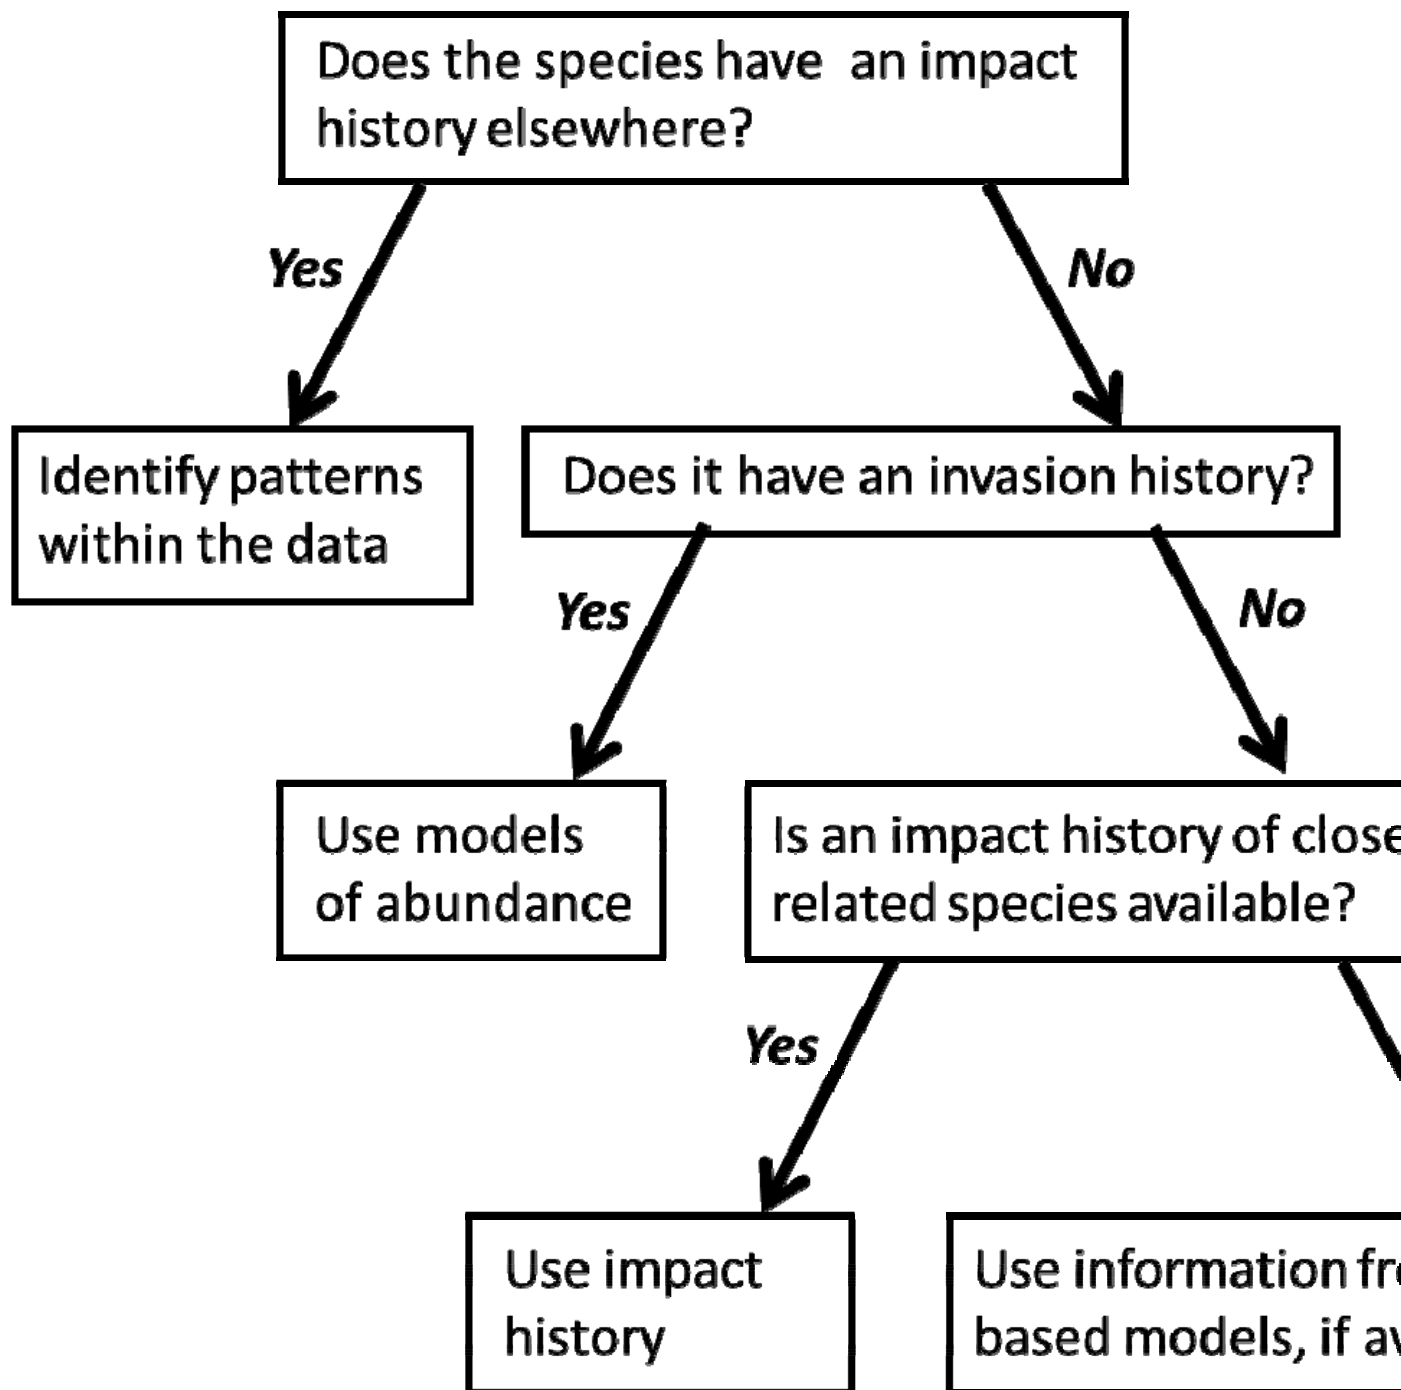 Does the species have an impact
history elsewhere?
Yes
No
Identify patterns
within the data
Does it have an invasion history?
Yes
No
Use models
of abundance
Is an impact history of close
related species available?
Yes
Use impact
history
Use information
based models, if